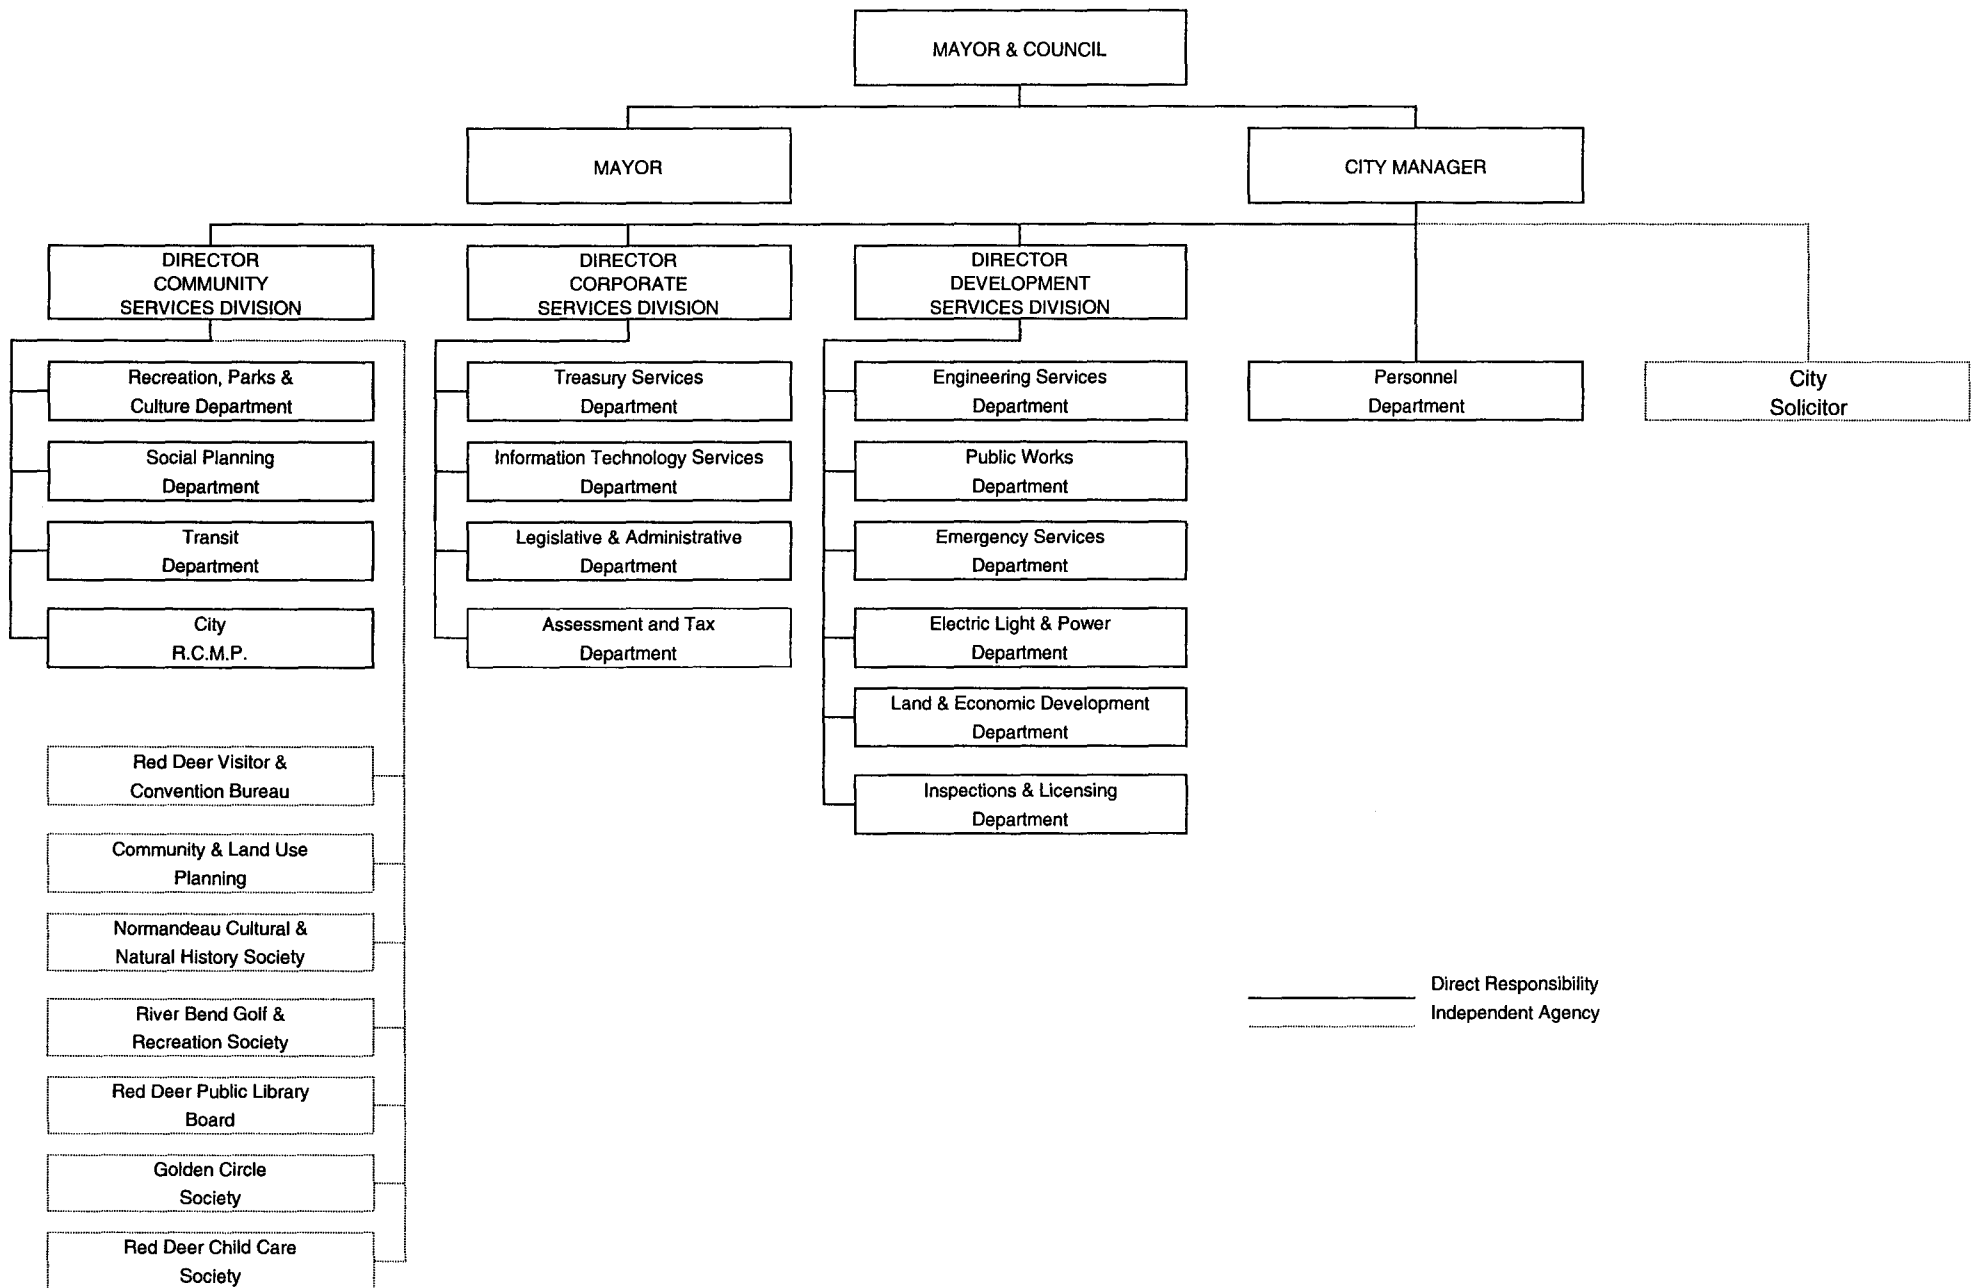 MAYOR & COUNCIL
MAYOR
CITY MANAGER
DIRECTOR
COMMUNITY
SERVICES DIVISION
DIRECTOR
CORPORATE
SERVICES DIVISION
DIRECTOR
DEVELOPMENT
SERVICES DIVISION
Recreation, Parks &
Culture Department
Social Planning
Department
Transit
Department
City
R.C.M.P.
Red Deer Visitor &
Convention Bureau
Community & Land Use
Planning
Normandeau Cultural &
Natural History Society
River Bend Golf &
Recreation Society
Red Deer Public Library
Board
Golden Circle
Society
Red Deer Child Care
Society
Treasury Services
Department
Information Technology Services
Department
Legislative & Administrative
Department
Assessment and Tax
Department
Engineering Services
Department
Public Works
Department
Emergency Services
Department
Electric Light & Power
Department
Land & Economic Development
Department
Inspections & Licensing
Department
Personnel
Department
City
Solicitor
Direct Responsibility
Independent Agency